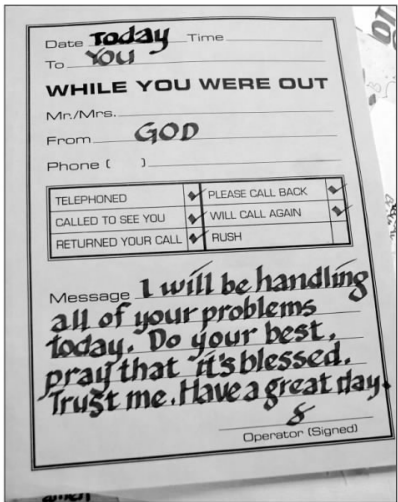 Date Today Time
To You
WHILE YOU WERE OUT
Mr./Mrs.
From GOD
Phone ( )
TELEPHONED ✔ PLEASE CALL BACK ✔
CALLED TO SEE YOU ✔ WILL CALL AGAIN ✔
RETURNED YOUR CALL ✔ RUSH
Message I will be handling
all of your problems
today. Do your best,
pray that it's blessed.
Trust me. Have a great day.
Operator (Signed)